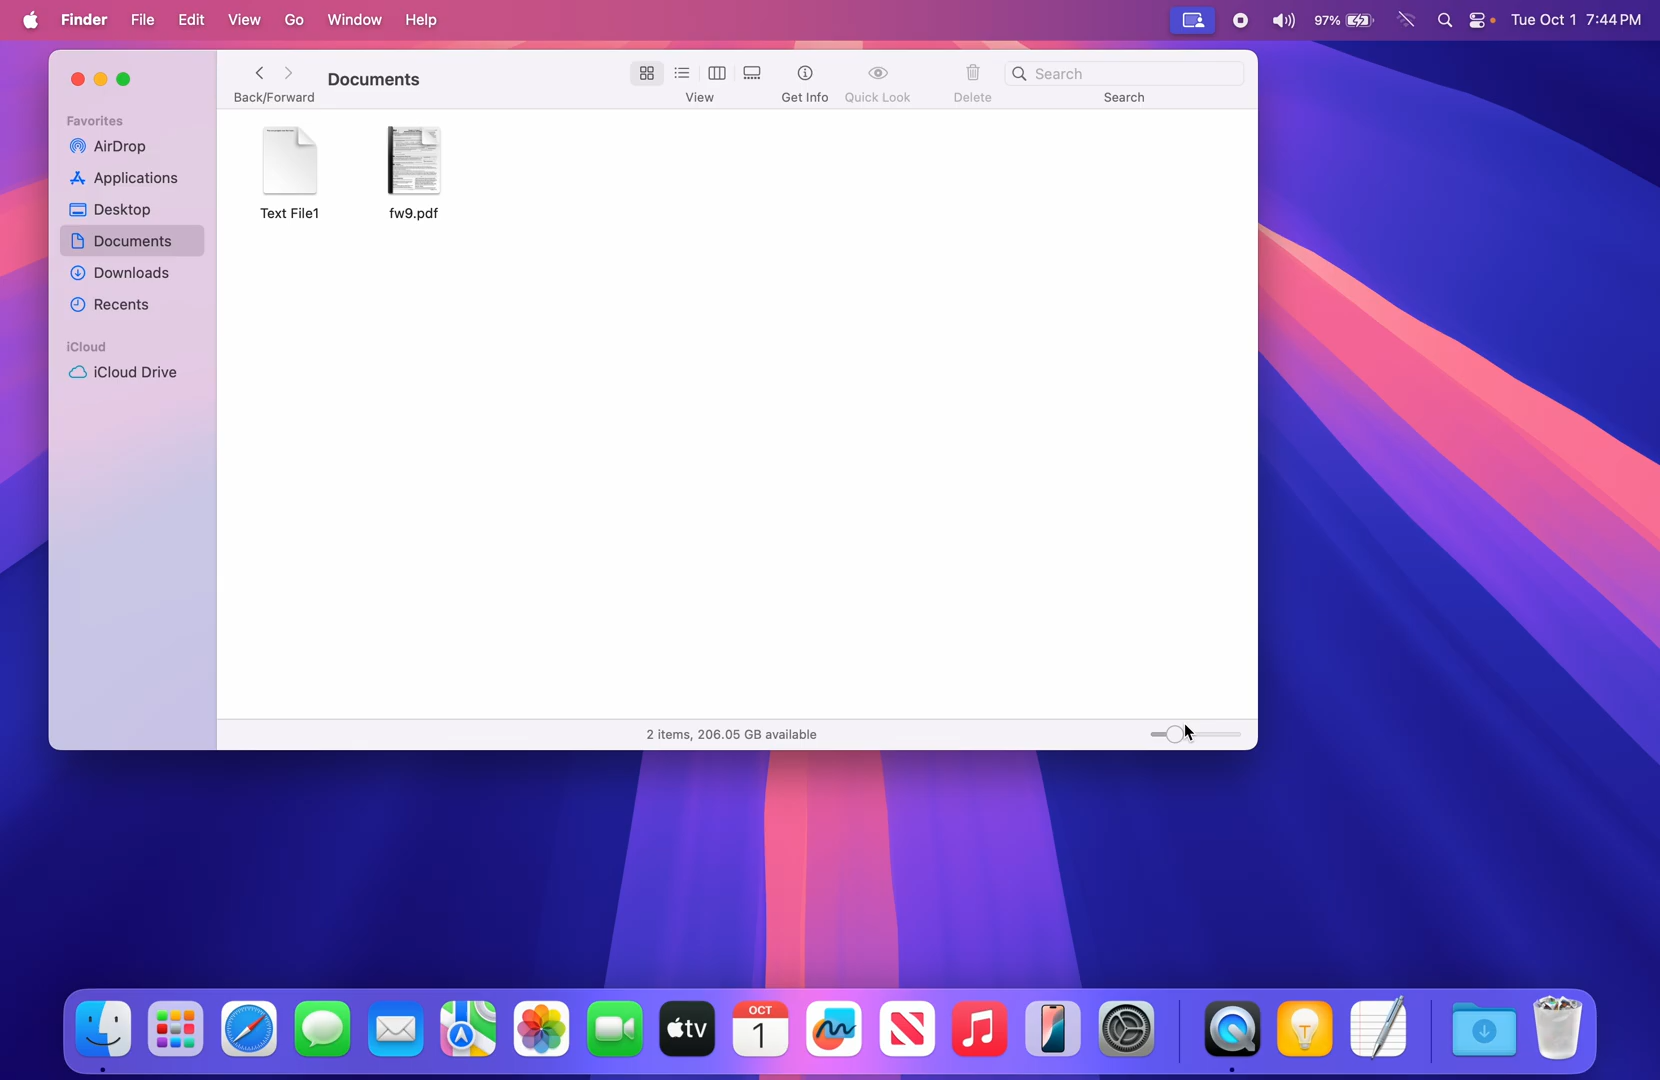 Finder File Edit View Go Window Help 97% Tue Oct 1 7:44 PM
Documents
Search
Back/Forward View Get Info Quick Look Delete Search
Favorites
AirDrop
Applications
Desktop
Documents
Downloads
Recents
iCloud
iCloud Drive
Text File1 fw9.pdf
2 items, 206.05 GB available
tv
OCT
1